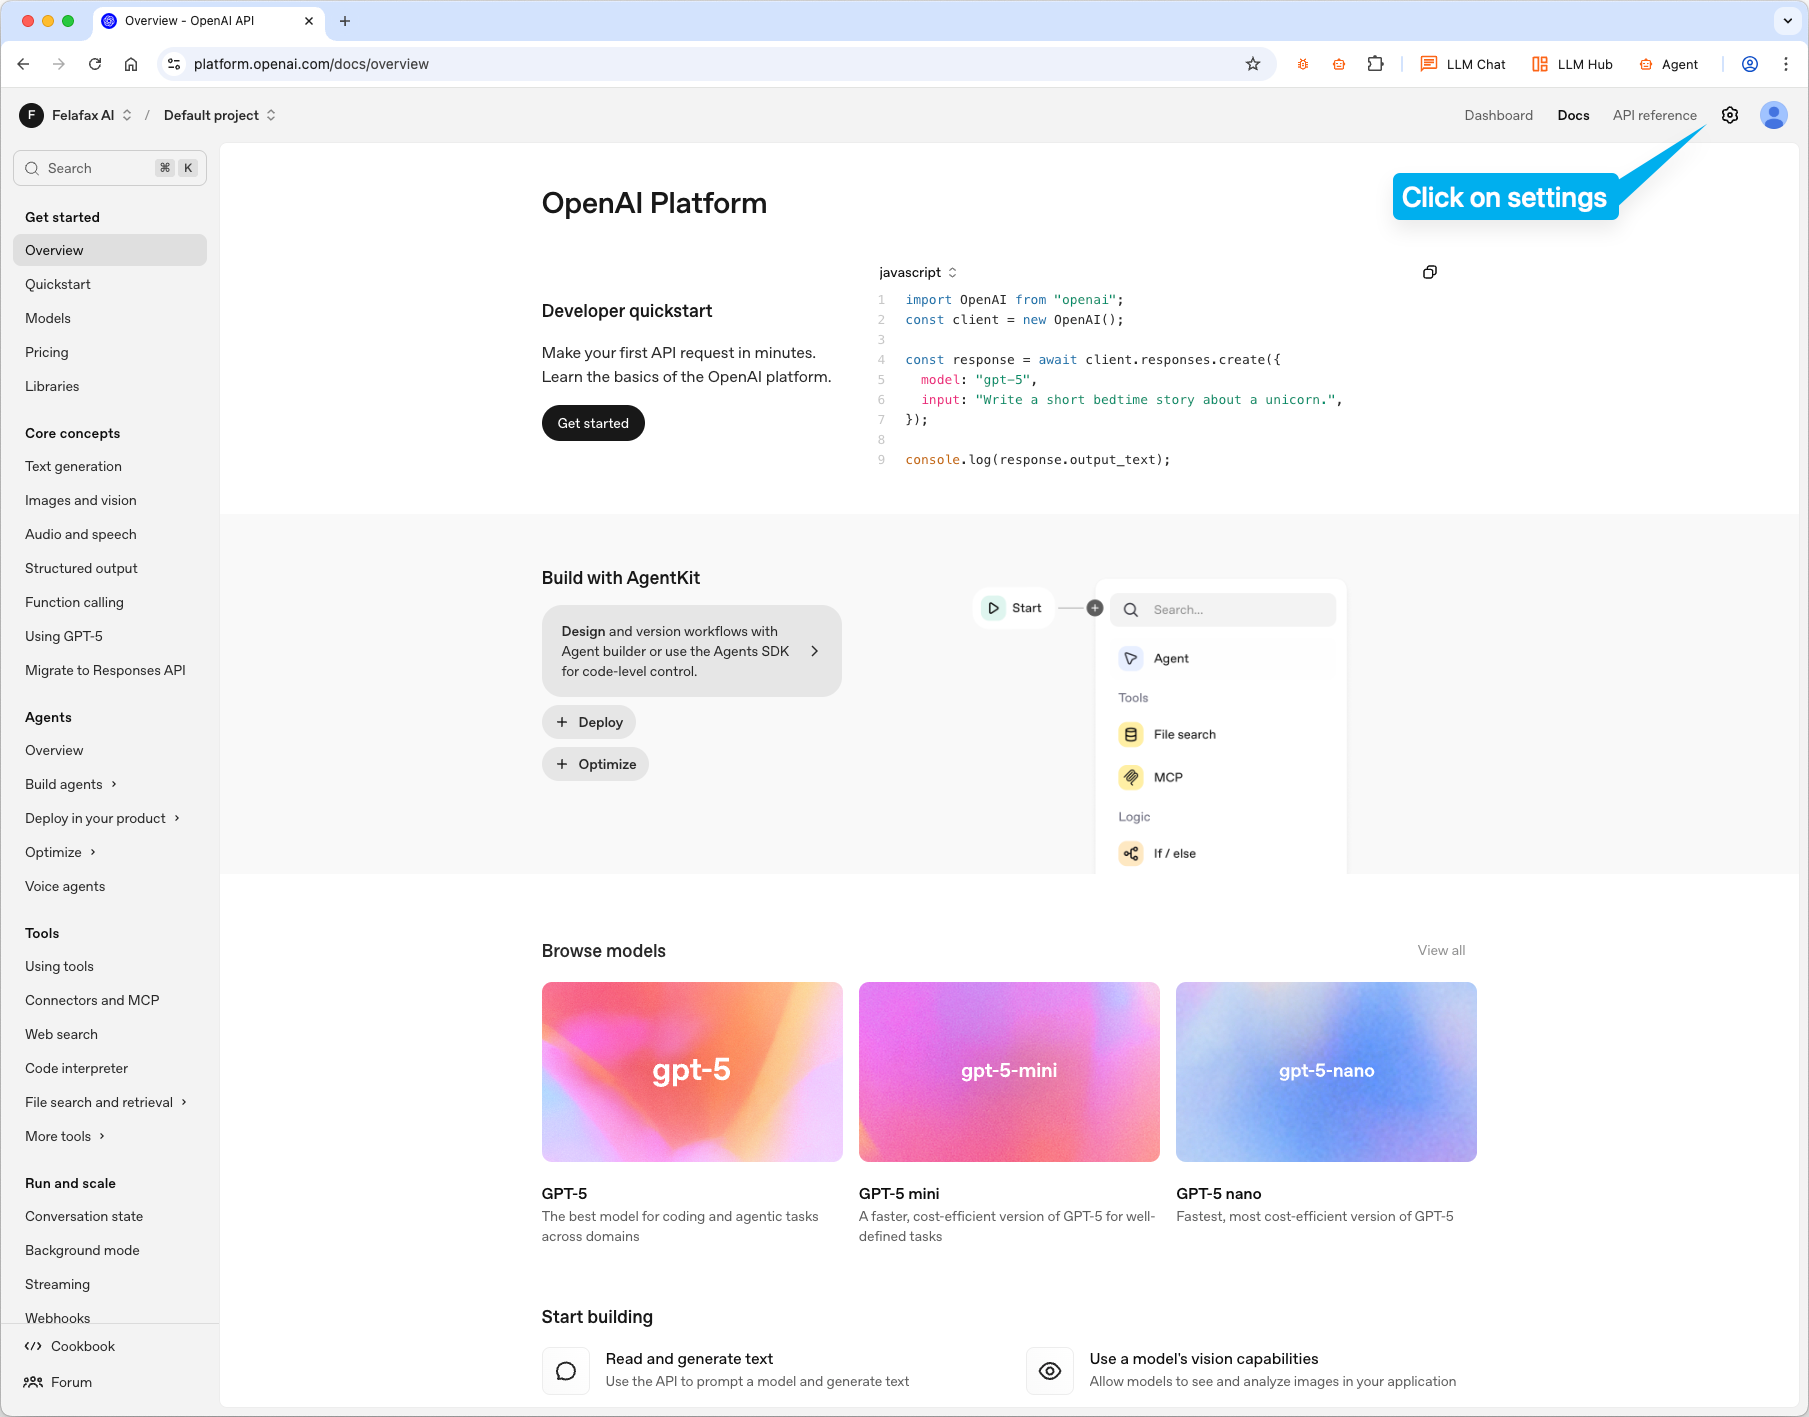 Overview - OpenAI API
platform.openai.com/docs/overview
LLM Chat
LLM Hub
Agent
F
Felafax AI
/
Default project
Dashboard
Docs
API reference
Click on settings
Search
⌘ K
Get started
Overview
Quickstart
Models
Pricing
Libraries
Core concepts
Text generation
Images and vision
Audio and speech
Structured output
Function calling
Using GPT-5
Migrate to Responses API
Agents
Overview
Build agents
Deploy in your product
Optimize
Voice agents
Tools
Using tools
Connectors and MCP
Web search
Code interpreter
File search and retrieval
More tools
Run and scale
Conversation state
Background mode
Streaming
Webhooks
Cookbook
Forum
OpenAI Platform
Developer quickstart
Make your first API request in minutes.
Learn the basics of the OpenAI platform.
Get started
javascript
1 import OpenAI from "openai";
2 const client = new OpenAI();
3
4 const response = await client.responses.create({
5 model: "gpt-5",
6 input: "Write a short bedtime story about a unicorn.",
7 });
8
9 console.log(response.output_text);
Build with AgentKit
Design and version workflows with
Agent builder or use the Agents SDK
for code-level control.
+ Deploy
+ Optimize
Start
Search...
Agent
Tools
File search
MCP
Logic
If / else
Browse models
View all
gpt-5
gpt-5-mini
gpt-5-nano
GPT-5
The best model for coding and agentic tasks
across domains
GPT-5 mini
A faster, cost-efficient version of GPT-5 for well-
defined tasks
GPT-5 nano
Fastest, most cost-efficient version of GPT-5
Start building
Read and generate text
Use the API to prompt a model and generate text
Use a model's vision capabilities
Allow models to see and analyze images in your application